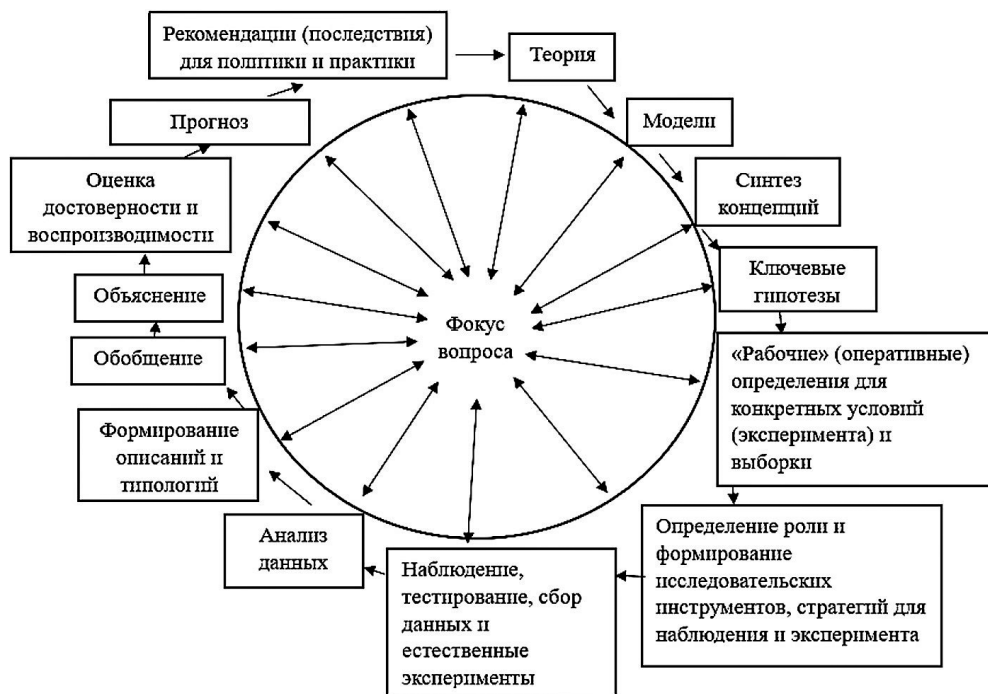 Рекомендации (последствия)
для политики и практики
Теория
Модели
Синтез
концепций
Ключевые
гипотезы
«Рабочие» (оперативные)
определения для
конкретных условий
(эксперимента) и
выборки
Определение роли и
формирование
исследовательских
инструментов, стратегий для
наблюдения и эксперимента
Наблюдение,
тестирование, сбор
данных и
естественные
эксперименты
Анализ
данных
Формирование
описаний и
типологий
Обобщение
Объяснение
Оценка
достоверности и
воспроизводимости
Прогноз
Фокус
вопроса